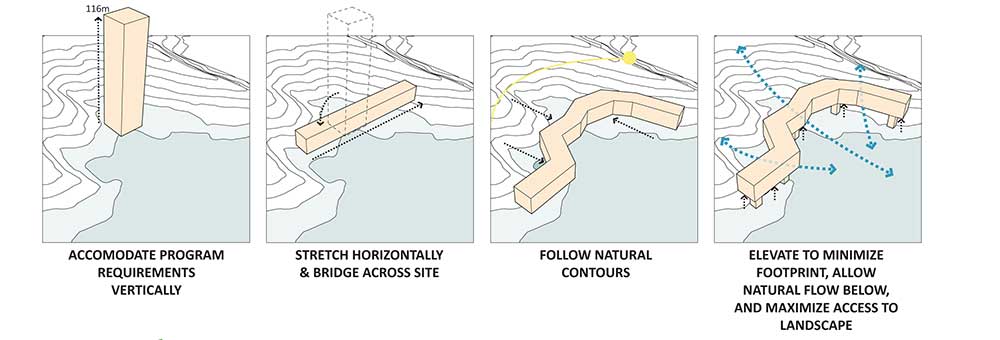 116m
ACCOMODATE PROGRAM
REQUIREMENTS
VERTICALLY
STRETCH HORIZONTALLY
& BRIDGE ACROSS SITE
FOLLOW NATURAL
CONTOURS
ELEVATE TO MINIMIZE
FOOTPRINT, ALLOW
NATURAL FLOW BELOW,
AND MAXIMIZE ACCESS TO
LANDSCAPE